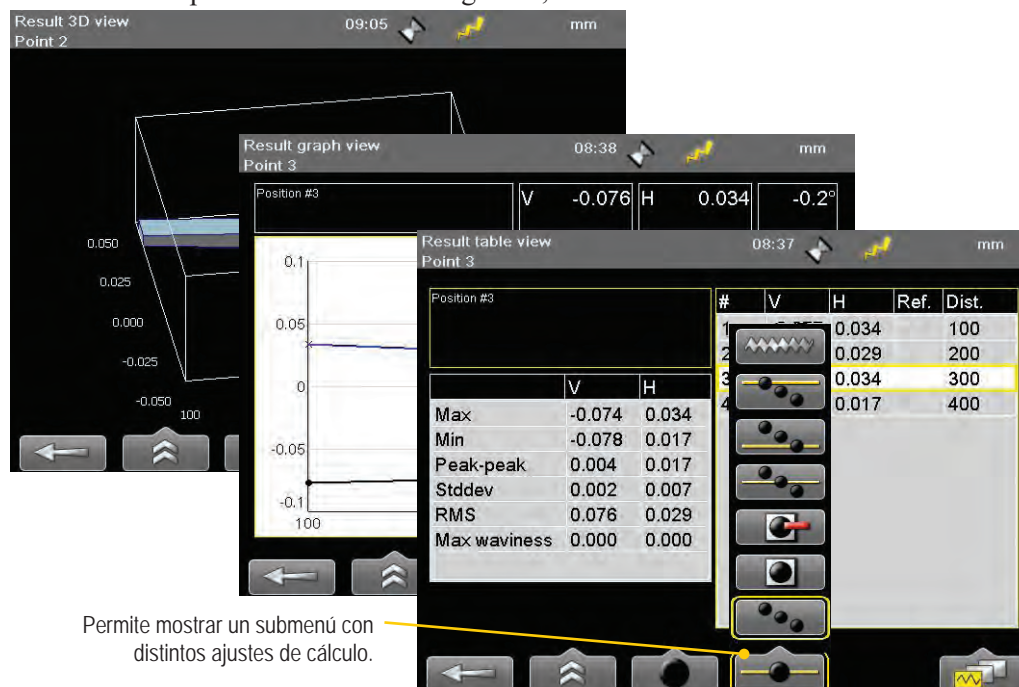 Result 3D view
09:05
mm
Point 2
0.050
0.025
0.000
-0.025
-0.050
100
Result graph view
08:38
mm
Point 3
Position #3
V -0.076 H 0.034 -0.2°
0.1
0.05
0
-0.05
-0.1
100
Result table view
08:37
mm
Point 3
Position #3
V H
Max -0.074 0.034
Min -0.078 0.017
Peak-peak 0.004 0.017
Stddev 0.002 0.007
RMS 0.076 0.029
Max waviness 0.000 0.000
# V H Ref. Dist.
1 0.034 100
2 0.029 200
3 0.034 300
4 0.017 400
Permite mostrar un submenú con
distintos ajustes de cálculo.